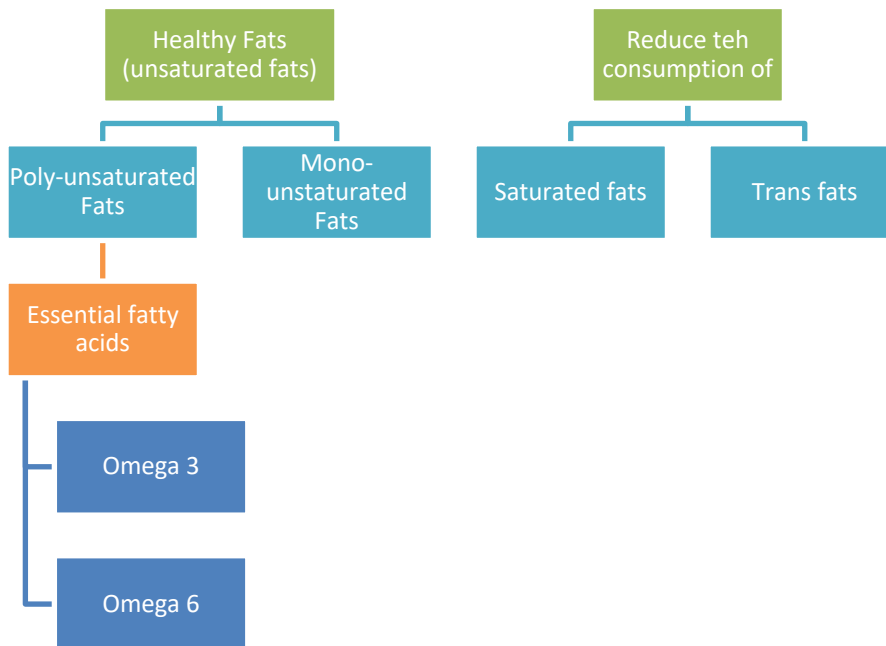 Healthy Fats
(unsaturated fats)
Reduce teh
consumption of
Poly-unsaturated
Fats
Mono-
unstaturated
Fats
Saturated fats
Trans fats
Essential fatty
acids
Omega 3
Omega 6